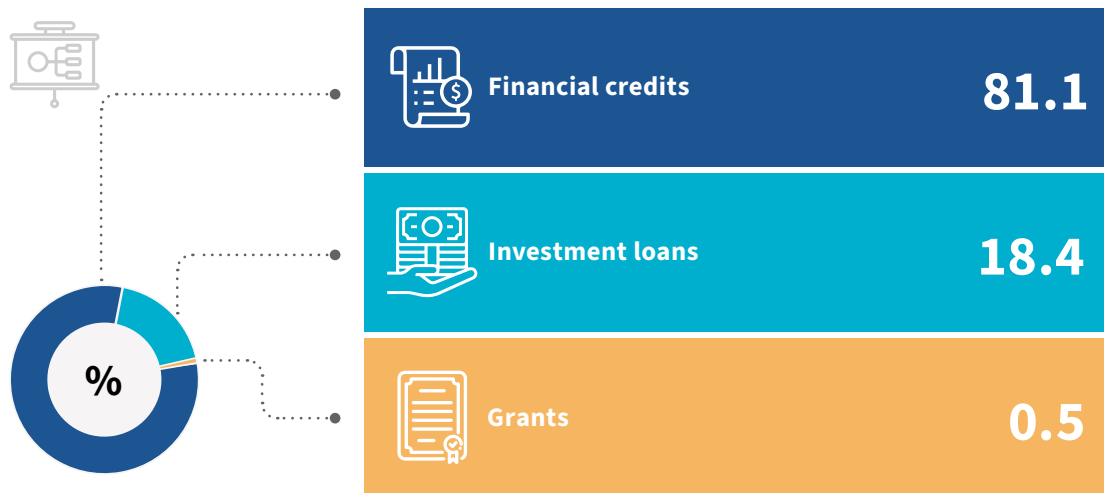 Financial credits
81.1
Investment loans
18.4
%
Grants
0.5
$